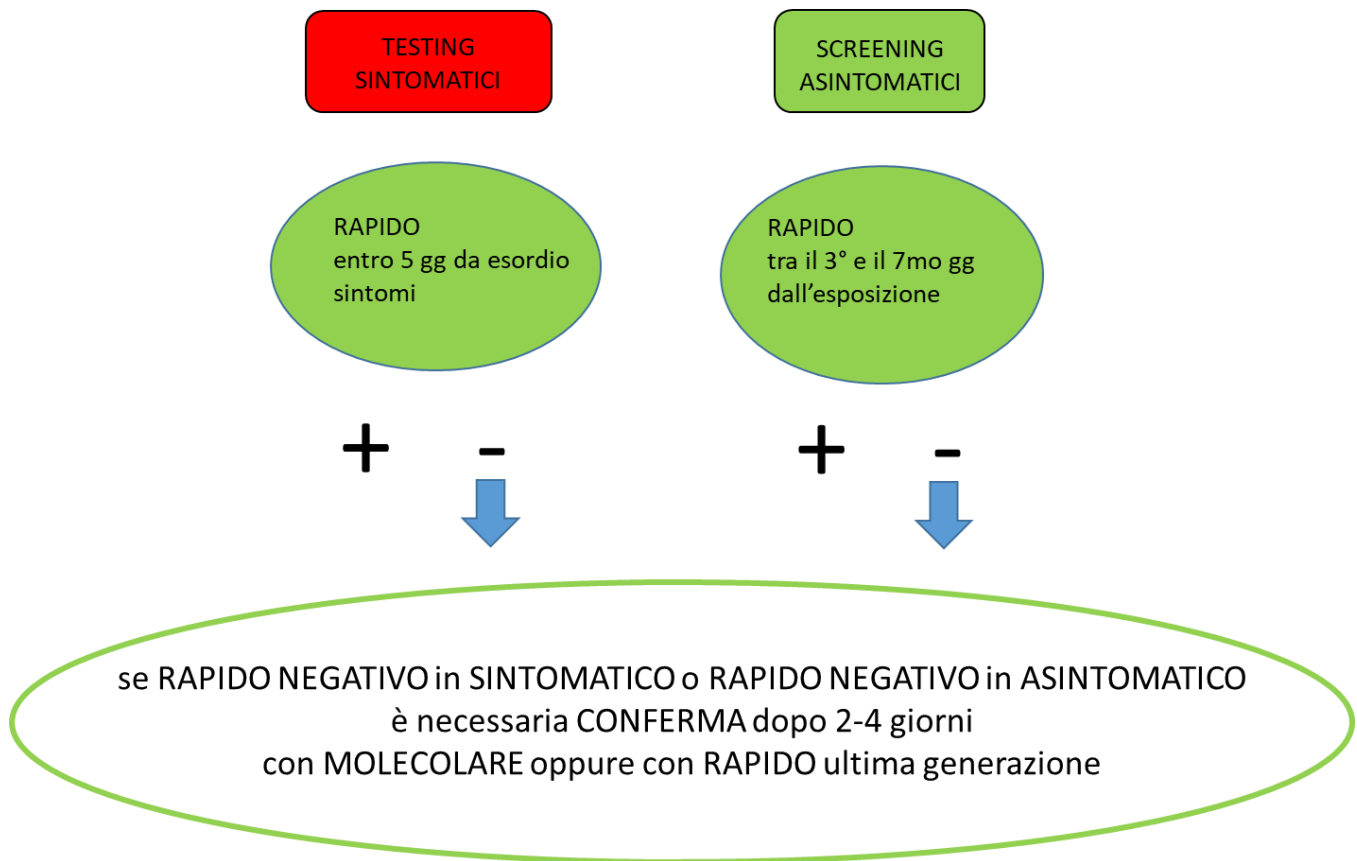 TESTING
SINTOMATICI
SCREENING
ASINTOMATICI
RAPIDO
entro 5 gg da esordio
sintomi
RAPIDO
tra il 3° e il 7mo gg
dall'esposizione
+ -
+ -
se RAPIDO NEGATIVO in SINTOMATICO o RAPIDO NEGATIVO in ASINTOMATICO
è necessaria CONFERMA dopo 2-4 giorni
con MOLECOLARE oppure con RAPIDO ultima generazione